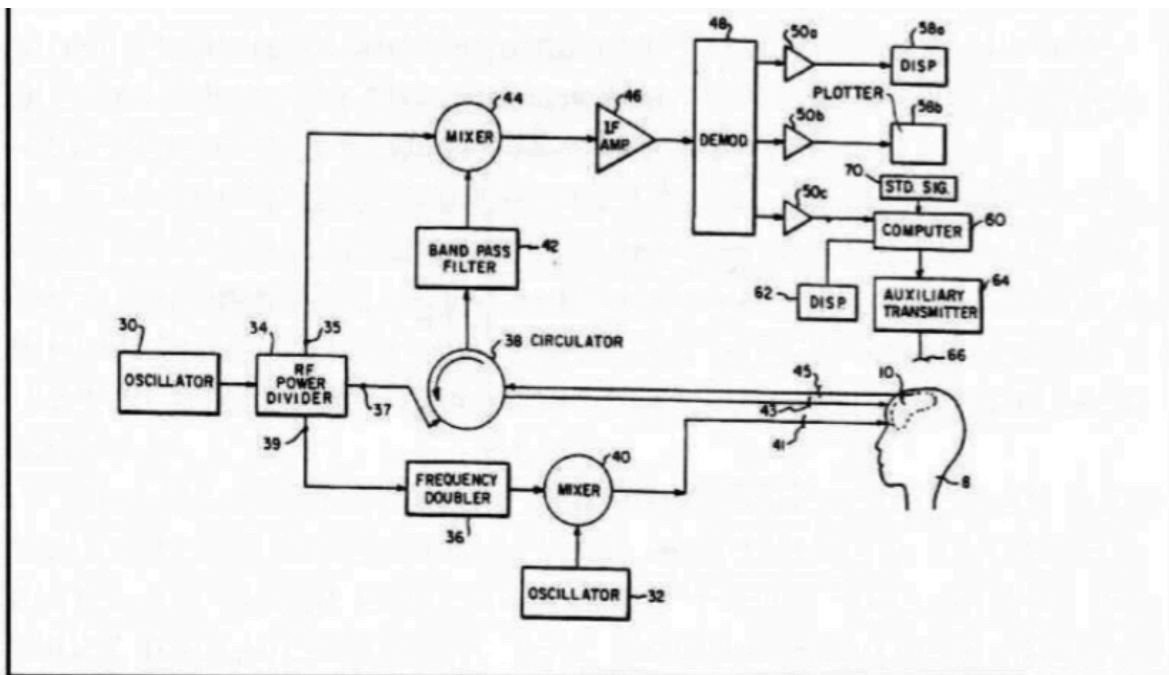 48
50a
58a
DISP
PLOTTER
44
46
MIXER
IF
AMP
DEMOD
50b
58b
70
STD. SIG.
50c
COMPUTER
60
BAND PASS
FILTER
42
62
DISP
AUXILIARY
TRANSMITTER
64
66
30
34
35
38 CIRCULATOR
OSCILLATOR
RF
POWER
DIVIDER
37
45
10
43
41
39
8
FREQUENCY
DOUBLER
36
40
MIXER
OSCILLATOR
32